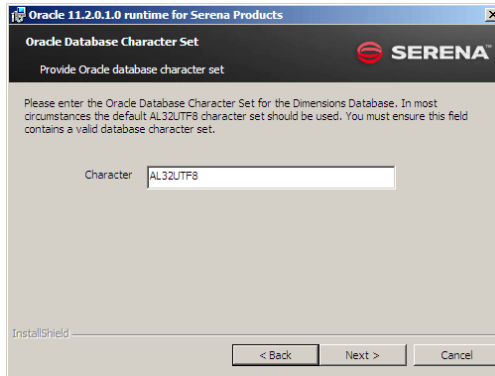 Oracle 11.2.0.1.0 runtime for Serena Products
Oracle Database Character Set
SERENA™
Provide Oracle database character set
Please enter the Oracle Database Character Set for the Dimensions Database. In most
circumstances the default AL32UTF8 character set should be used. You must ensure this field
contains a valid database character set.
Character AL32UTF8
InstallShield
< Back Next > Cancel